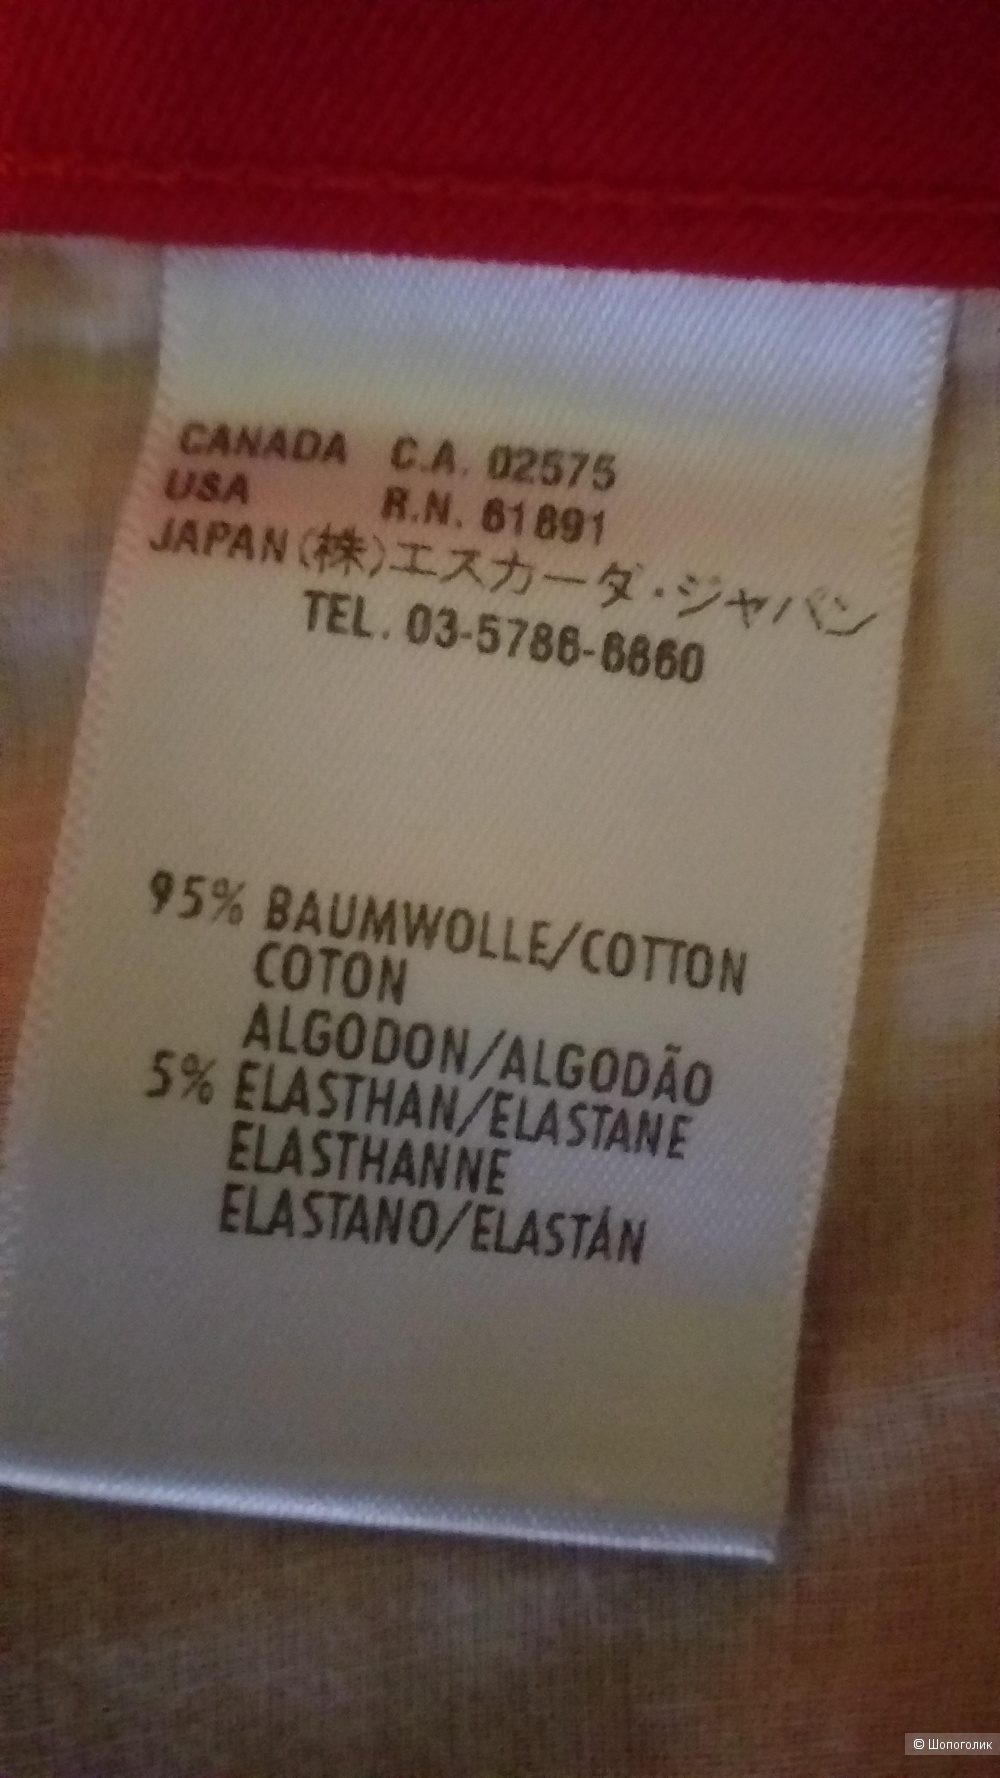 CANADA C.A. 02575
USA R.N. 61691
JAPAN (株)エスカーダ・ジャパン
TEL. 03-5786-6860
95% BAUMWOLLE/COTTON
COTON
ALGODON/ALGODÃO
5% ELASTHAN/ELASTANE
ELASTHANNE
ELASTANO/ELASTÁN
© Шопоголик